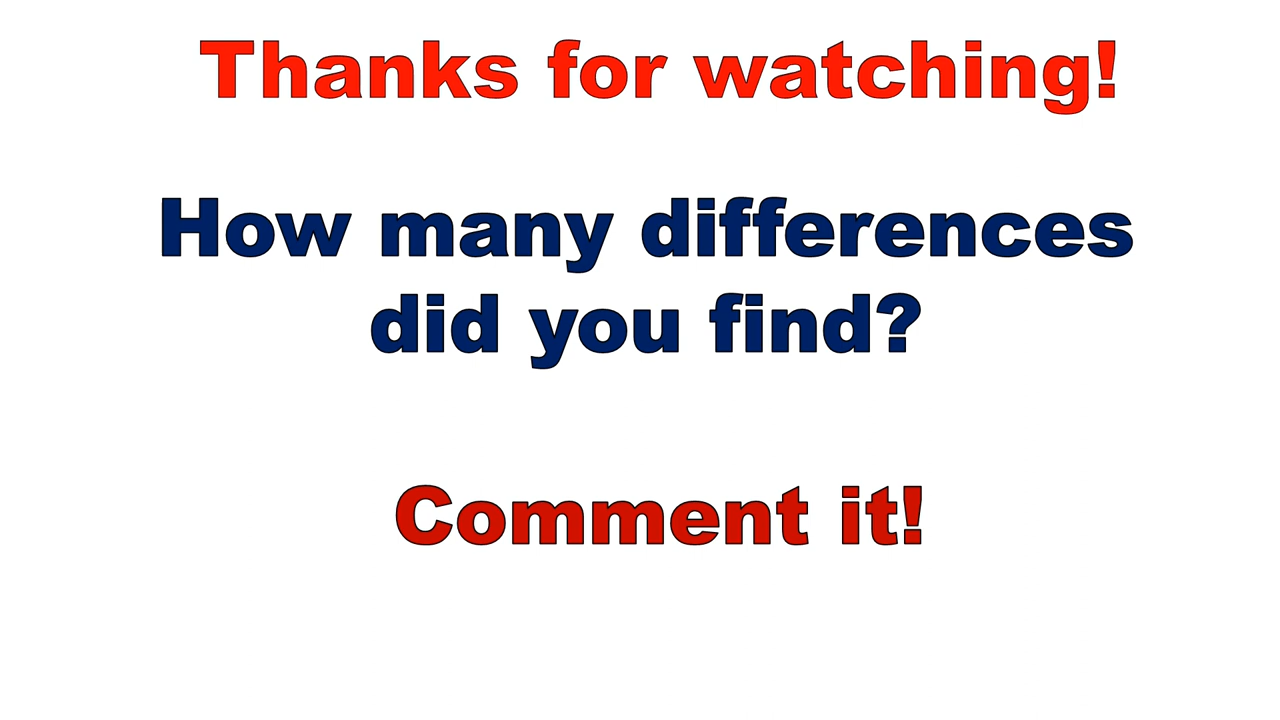 Thanks for watching!
How many differences
did you find?
Comment it!